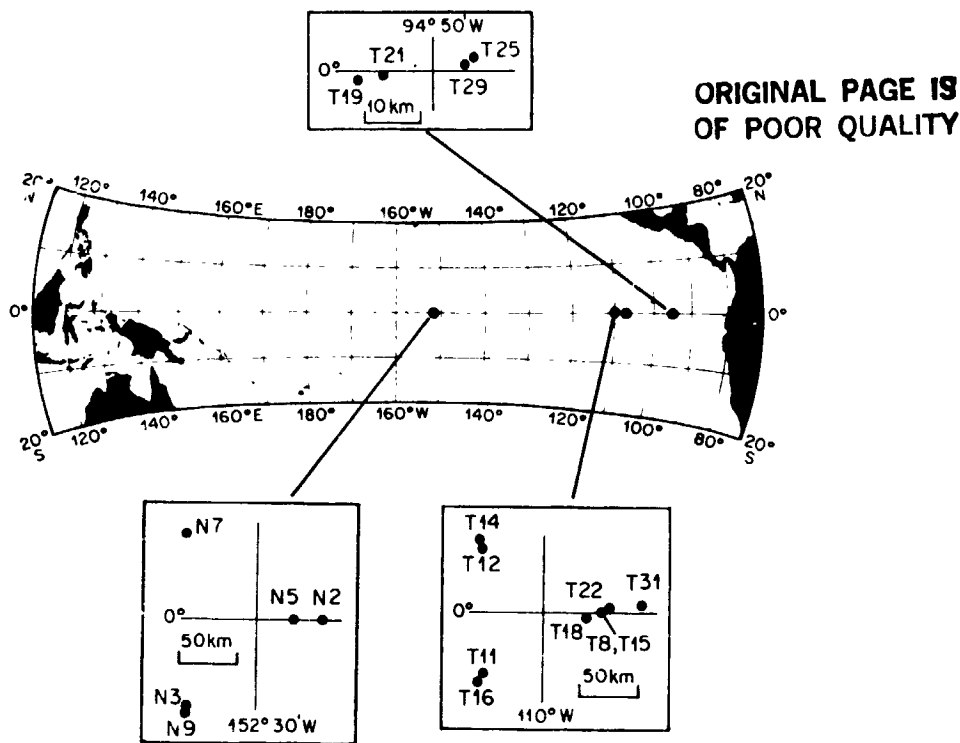 94° 50'W
T21 T25
0°
T19 T29
10km
ORIGINAL PAGE IS
OF POOR QUALITY
20° N 120° 140° 160°E 180° 160°W 140° 120° 100° 80° 20° N
0° 0°
20° S 120° 140° 160°E 180° 160°W 140° 120° 100° 80° 20° S
N7
N5 N2
0°
50km
N3
N9
152° 30'W
T14
T12
T22 T31
0°
T18 T8,T15
T11
T16 50km
110°W